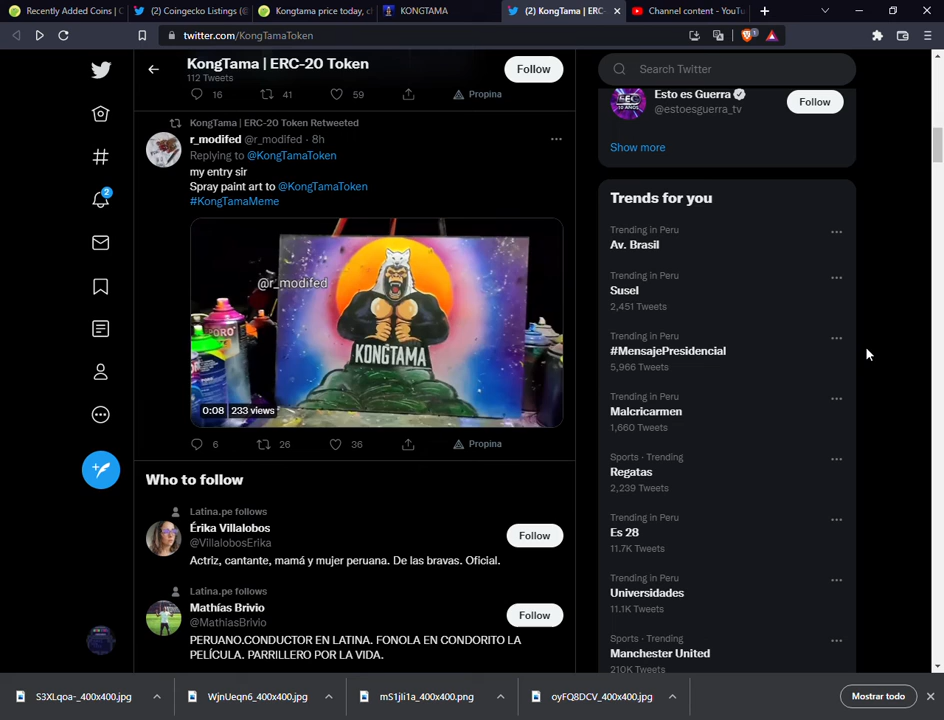 Recently Added Coins | C
(2) Coingecko Listings (@
Kongtama price today, ch
KONGTAMA
(2) KongTama | ERC-
Channel content - YouTu
twitter.com/KongTamaToken
KongTama | ERC-20 Token
112 Tweets
Follow
Search Twitter
16
41
59
Propina
Esto es Guerra
@estoesguerra_tv
Follow
Show more
KongTama | ERC-20 Token Retweeted
r_modifed @r_modifed · 8h
Replying to @KongTamaToken
my entry sir
Spray paint art to @KongTamaToken
#KongTamaMeme
2
@r_modifed
KONGTAMA
0:08
233 views
6
26
36
Propina
Who to follow
Latina.pe follows
Érika Villalobos
@VillalobosErika
Follow
Actriz, cantante, mamá y mujer peruana. De las bravas. Oficial.
Latina.pe follows
Mathías Brivio
@MathiasBrivio
Follow
PERUANO.CONDUCTOR EN LATINA. FONOLA EN CONDORITO LA
PELÍCULA. PARRILLERO POR LA VIDA.
Trends for you
Trending in Peru
Av. Brasil
Trending in Peru
Susel
2,451 Tweets
Trending in Peru
#MensajePresidencial
5,966 Tweets
Trending in Peru
Malcricarmen
1,660 Tweets
Sports · Trending
Regatas
2,239 Tweets
Trending in Peru
Es 28
11.7K Tweets
Trending in Peru
Universidades
11.1K Tweets
Sports · Trending
Manchester United
210K Tweets
S3XLqoa-_400x400.jpg
WjnUeqn6_400x400.jpg
mS1jli1a_400x400.png
oyFQ8DCV_400x400.jpg
Mostrar todo